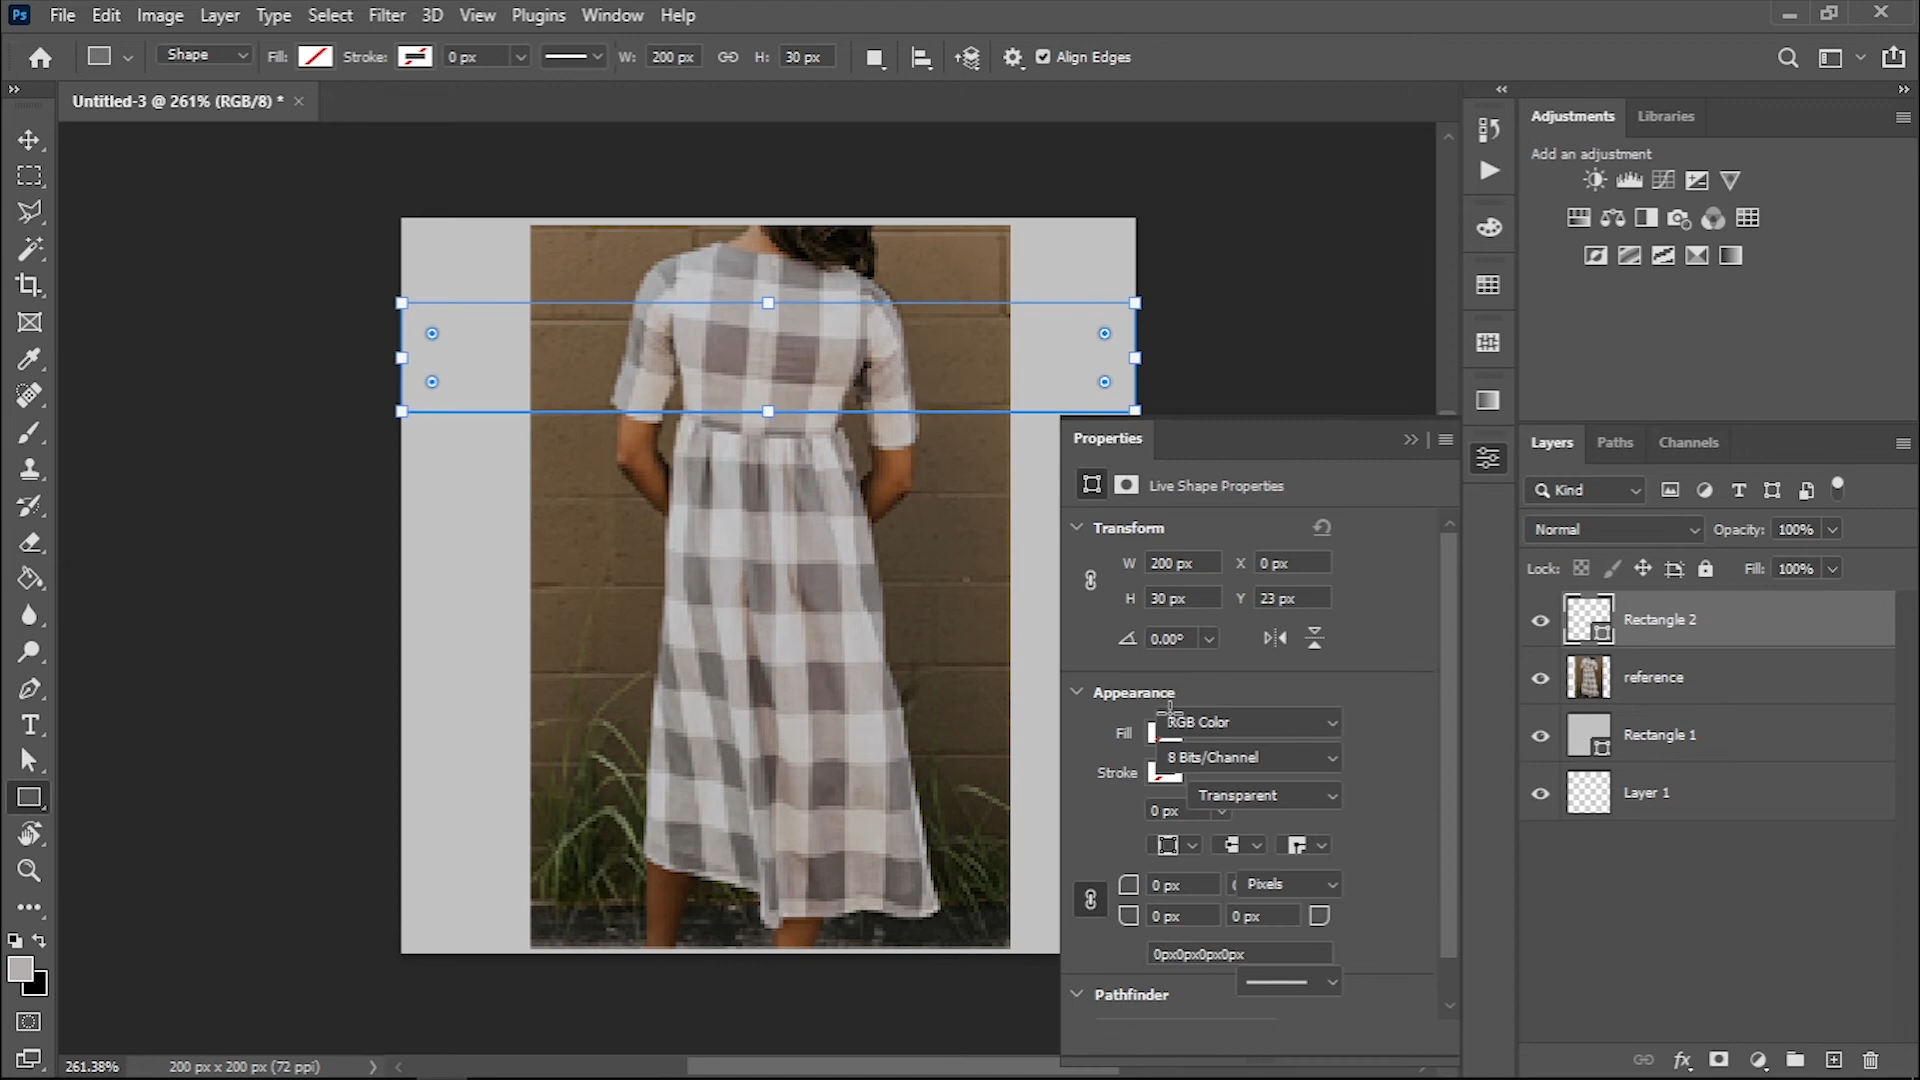 Ps File Edit Image Layer Type Select Filter 3D View Plugins Window Help
Shape Fill: Stroke: 0 px W: 200 px H: 30 px Align Edges
Untitled-3 @ 261% (RGB/8) * ×
Adjustments Libraries
Add an adjustment
Properties
Live Shape Properties
Transform
W 200 px X 0 px
H 30 px Y 23 px
0.00°
Appearance
RGB Color
Fill
8 Bits/Channel
Stroke
Transparent
0 px
0 px Pixels
0 px 0 px
0px0px0px0px
Pathfinder
Layers Paths Channels
Kind
Normal Opacity: 100%
Lock: Fill: 100%
Rectangle 2
reference
Rectangle 1
Layer 1
261.38% 200 px x 200 px (72 ppi)